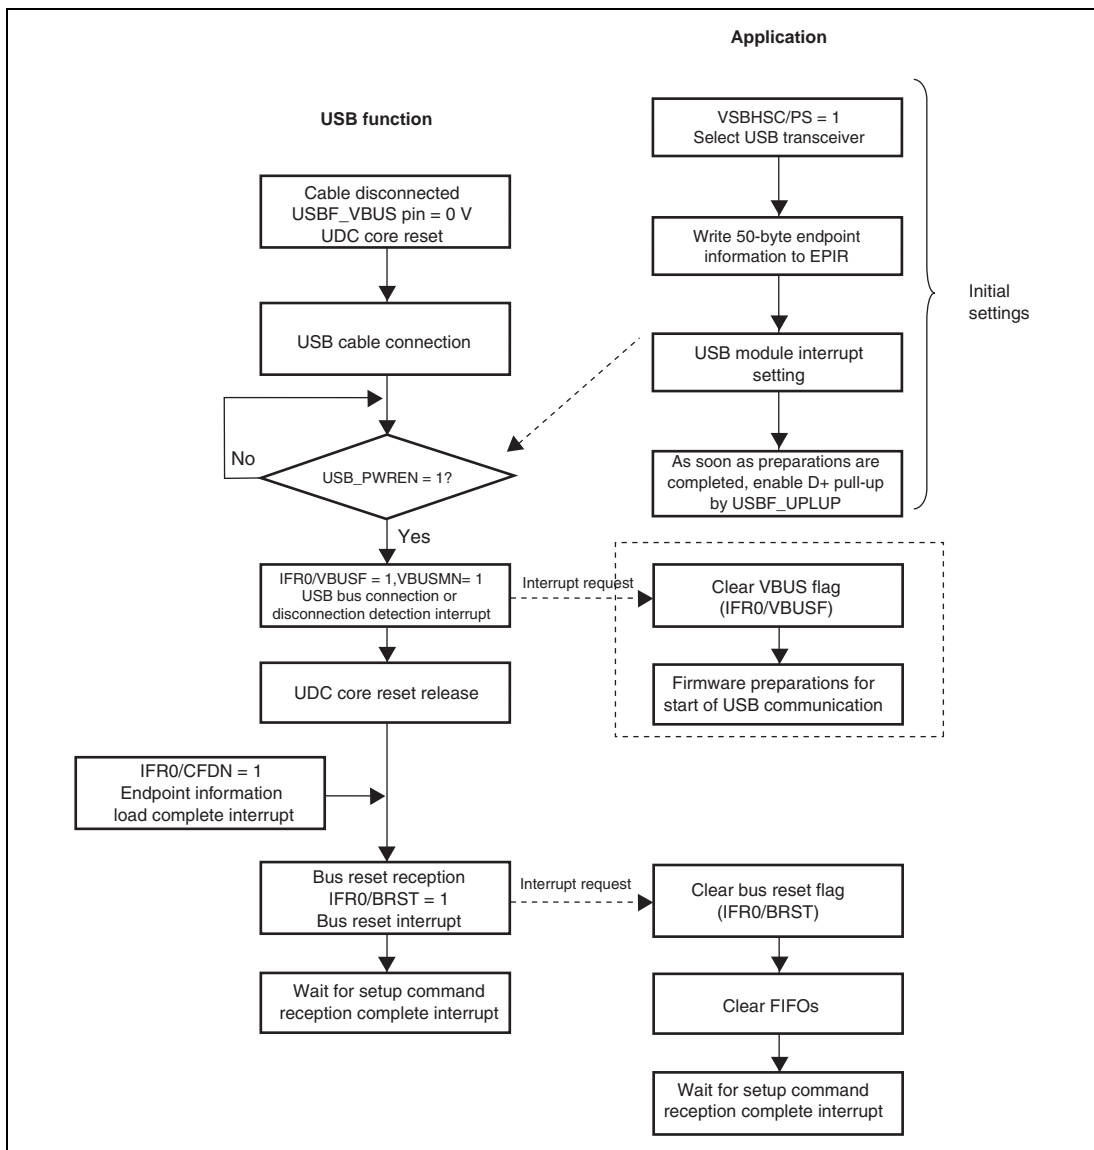 Application
VSBHSC/PS = 1
Select USB transceiver
Write 50-byte endpoint
information to EPIR
USB module interrupt
setting
As soon as preparations are
completed, enable D+ pull-up
by USBF_UPLUP
Initial
settings
USB function
Cable disconnected
USBF_VBUS pin = 0 V
UDC core reset
USB cable connection
No
USB_PWREN = 1?
Yes
IFR0/VBUSF = 1,VBUSMN= 1
USB bus connection or
disconnection detection interrupt
Interrupt request
Clear VBUS flag
(IFR0/VBUSF)
UDC core reset release
Firmware preparations for
start of USB communication
IFR0/CFDN = 1
Endpoint information
load complete interrupt
Bus reset reception
IFR0/BRST = 1
Bus reset interrupt
Interrupt request
Clear bus reset flag
(IFR0/BRST)
Wait for setup command
reception complete interrupt
Clear FIFOs
Wait for setup command
reception complete interrupt